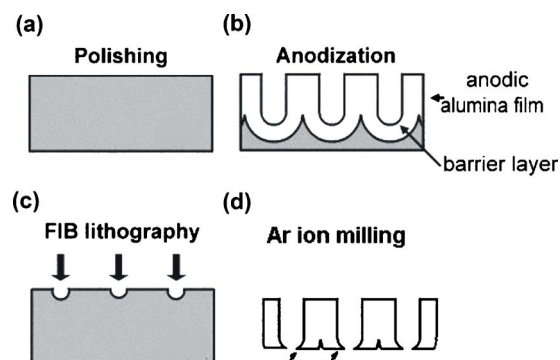 (a)
Polishing
(b)
Anodization
anodic
alumina film
barrier layer
(c)
FIB lithography
(d)
Ar ion milling